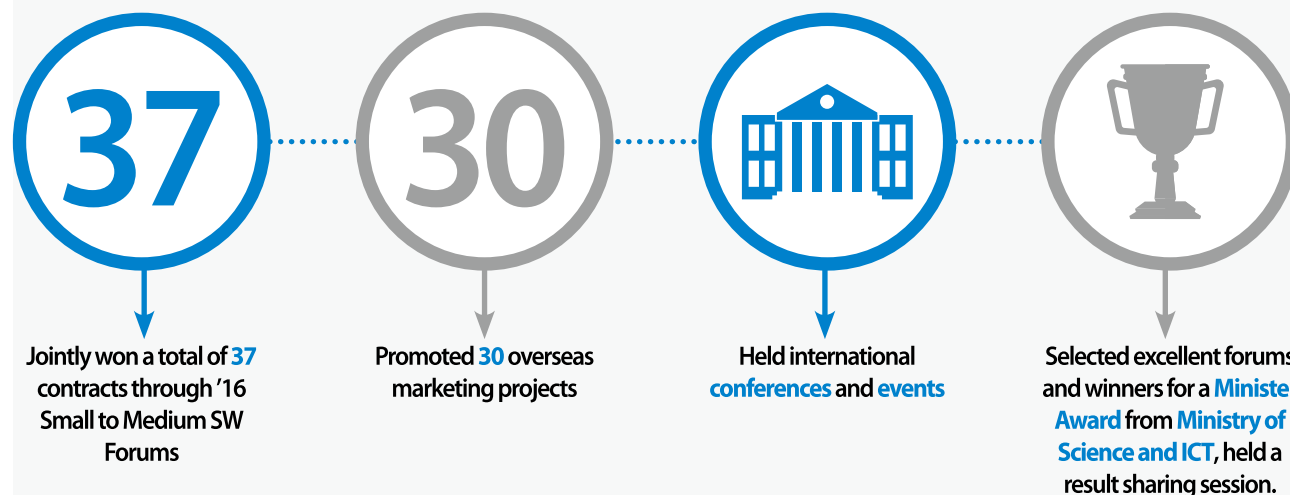 37
30
Jointly won a total of 37
contracts through ’16
Small to Medium SW
Forums
Promoted 30 overseas
marketing projects
Held international
conferences and events
Selected excellent forums
and winners for a Ministe
Award from Ministry of
Science and ICT, held a
result sharing session.